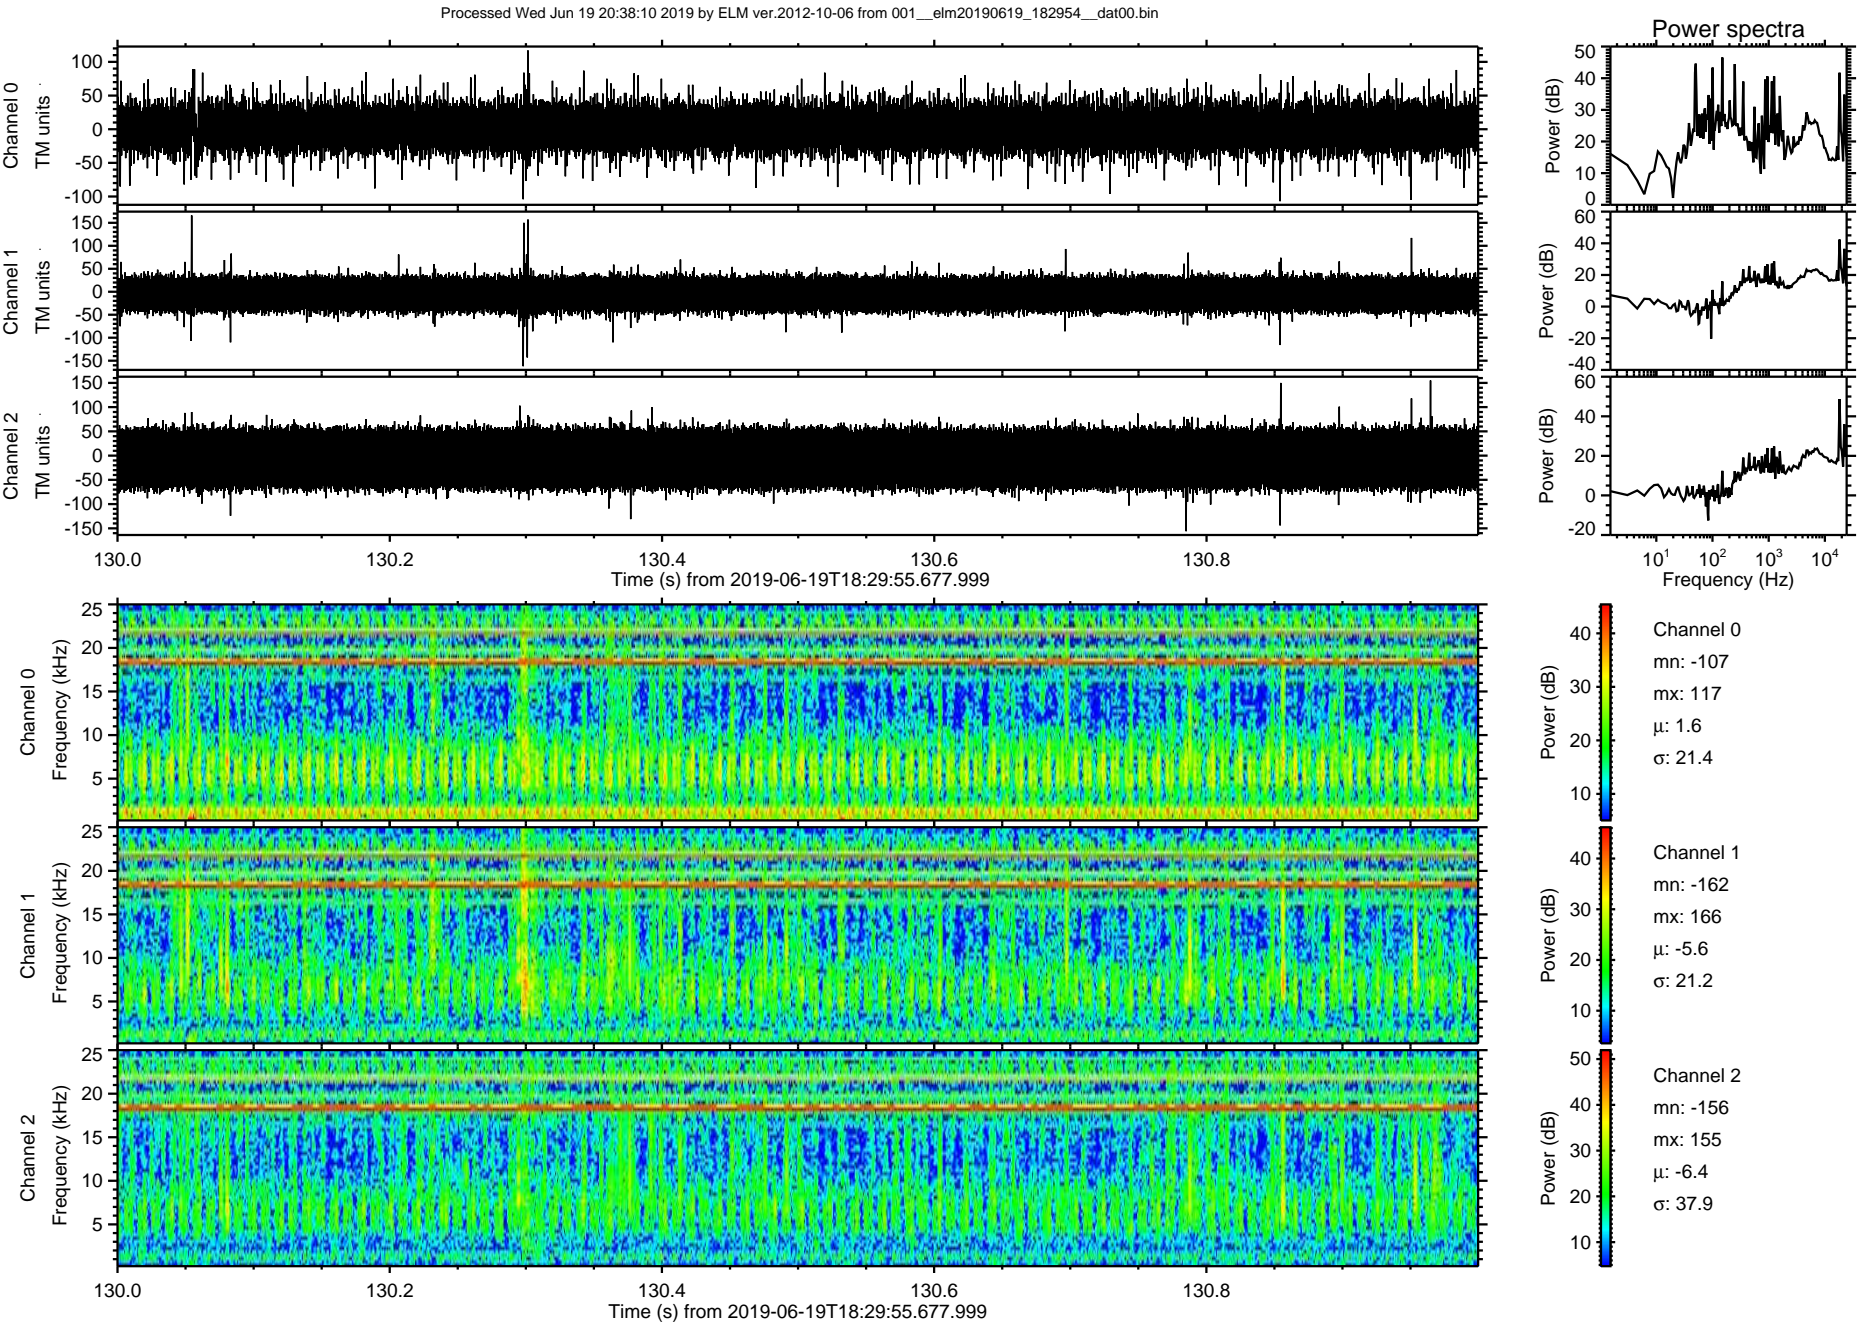 Processed Wed Jun 19 20:38:10 2019 by ELM ver.2012-10-06 from 001__elm20190619_182954__dat00.bin
Power spectra
Channel 0
TM units
100
50
0
-50
-100
Power (dB)
50
40
30
20
10
0
Channel 1
TM units
150
100
50
0
-50
-100
-150
Power (dB)
60
40
20
0
-20
-40
Channel 2
TM units
150
100
50
0
-50
-100
-150
Power (dB)
60
40
20
0
-20
130.0 130.2 130.4 130.6 130.8
Time (s) from 2019-06-19T18:29:55.677.999
10¹ 10² 10³ 10⁴
Frequency (Hz)
Channel 0
Frequency (kHz)
25
20
15
10
5
Power (dB)
40
30
20
10
Channel 0
mn: -107
mx: 117
μ: 1.6
σ: 21.4
Channel 1
Frequency (kHz)
25
20
15
10
5
Power (dB)
40
30
20
10
Channel 1
mn: -162
mx: 166
μ: -5.6
σ: 21.2
Channel 2
Frequency (kHz)
25
20
15
10
5
Power (dB)
50
40
30
20
10
Channel 2
mn: -156
mx: 155
μ: -6.4
σ: 37.9
130.0 130.2 130.4 130.6 130.8
Time (s) from 2019-06-19T18:29:55.677.999